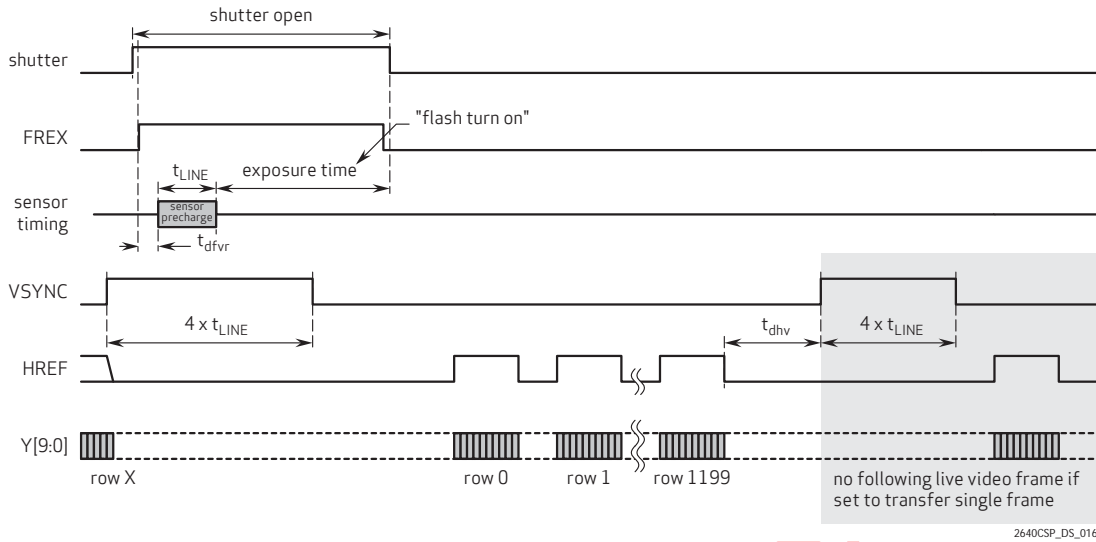 shutter open
shutter
FREX
"flash turn on"
tLINE
exposure time
sensor
timing
sensor
precharge
tdfvr
VSYNC
4 x tLINE
tdhv
4 x tLINE
HREF
Y[9:0]
row X
row 0
row 1
row 1199
no following live video frame if
set to transfer single frame
2640CSP_DS_016